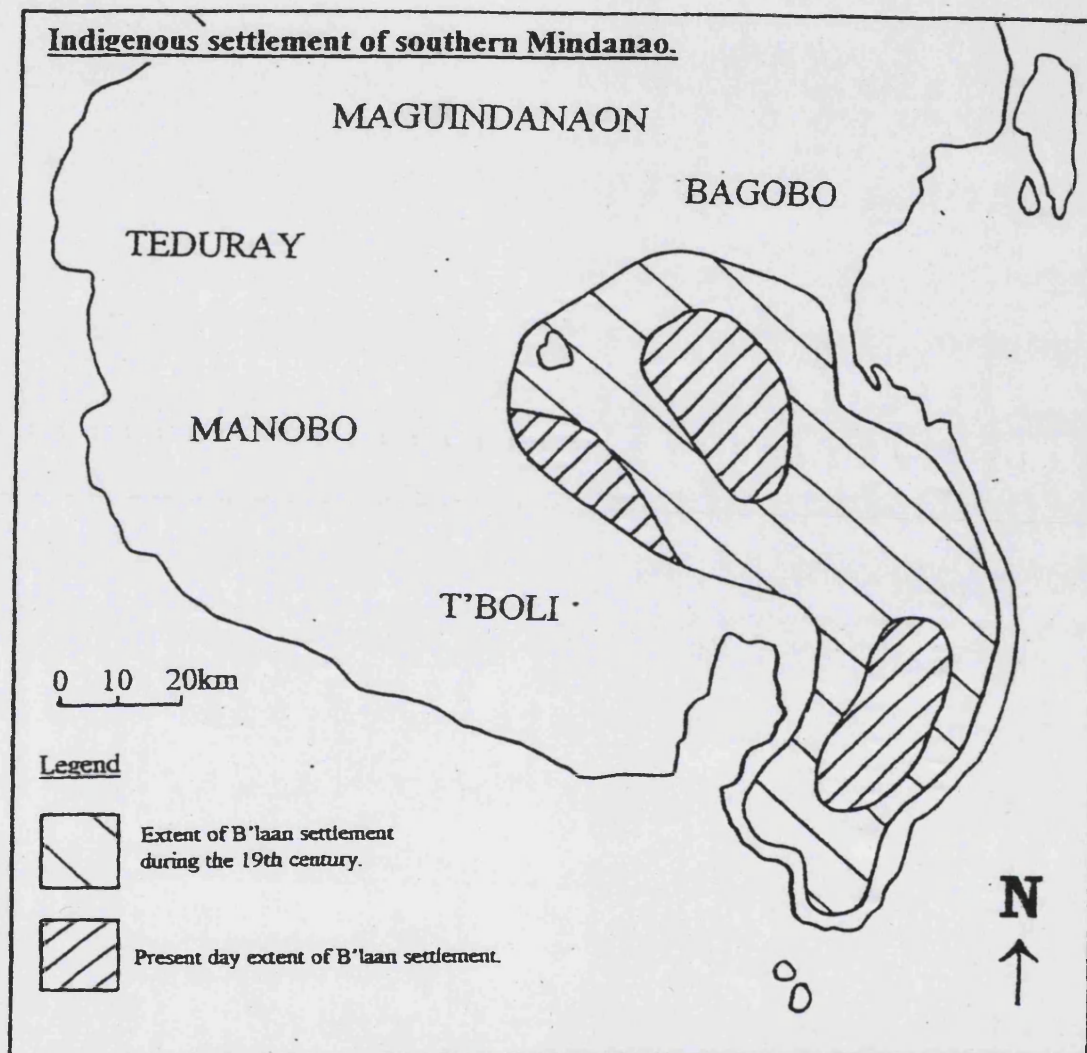 Indigenous settlement of southern Mindanao.
MAGUINDANAON
BAGOBO
TEDURAY
MANOBO
T'BOLI
0 10 20km
Legend
Extent of B'laan settlement
during the 19th century.
Present day extent of B'laan settlement.
N